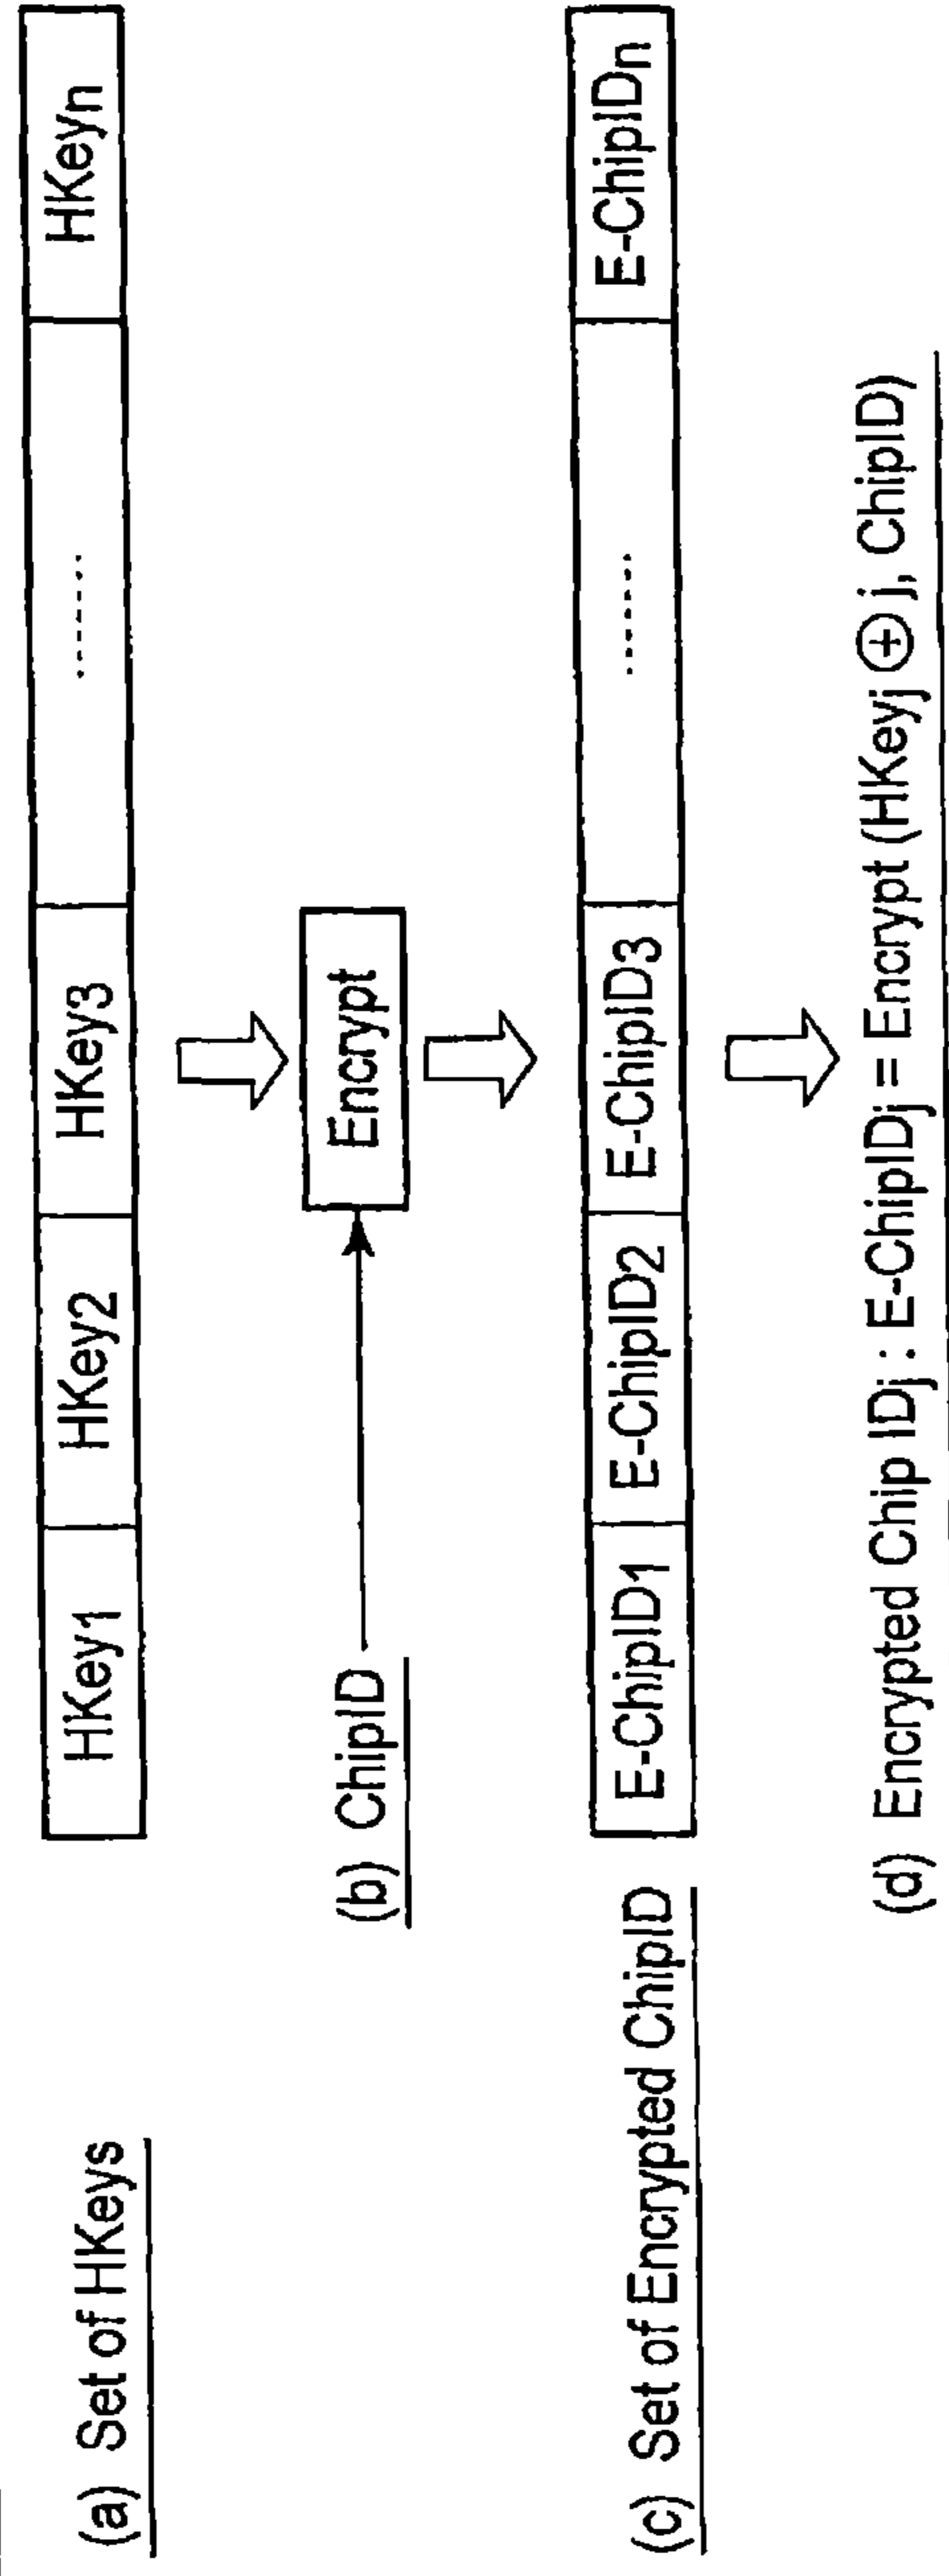 (a) Set of HKeys
HKey1 HKey2 HKey3 ....... HKeyn
Encrypt
(b) ChipID
(c) Set of Encrypted ChipID
E-ChipID1 E-ChipID2 E-ChipID3 ....... E-ChipIDn
(d) Encrypted Chip IDj : E-ChipIDj = Encrypt (HKeyj ⊕ j, ChipID)